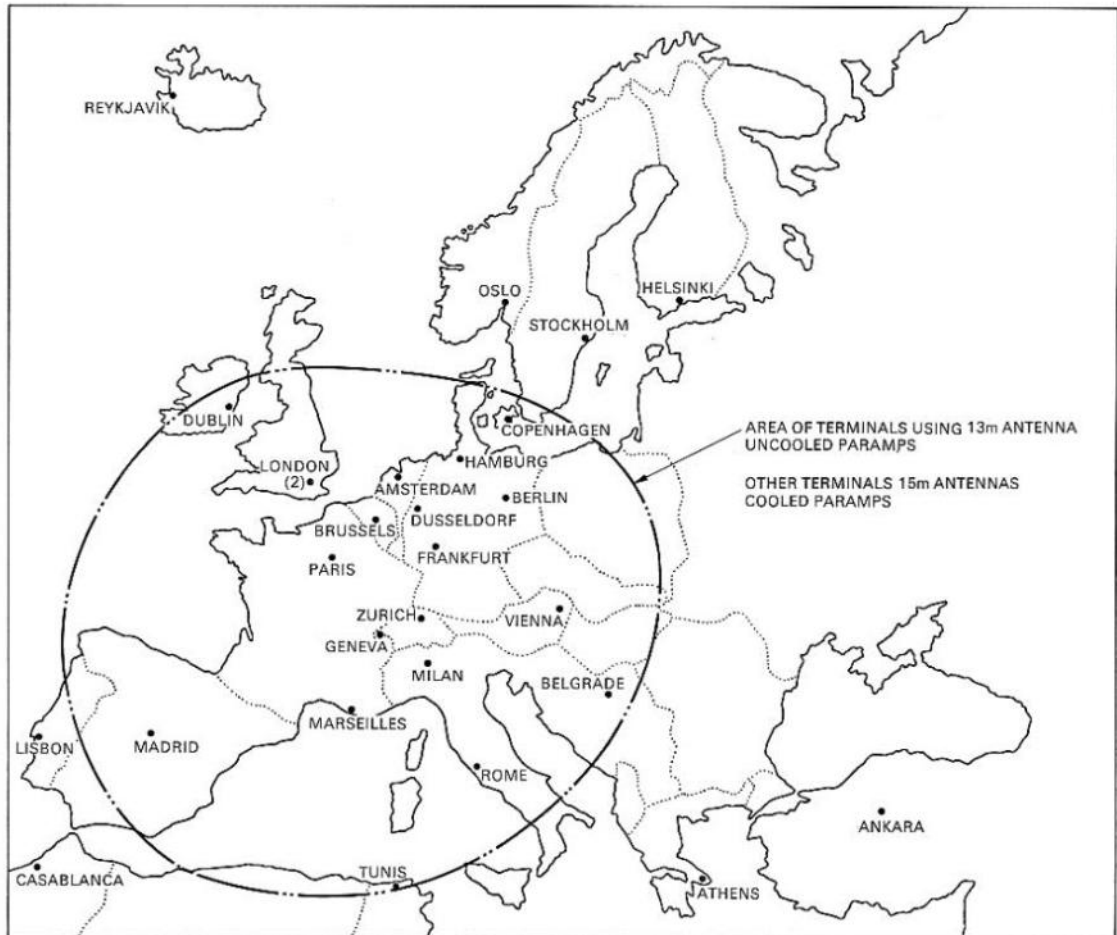 REYKJAVIK
OSLO
HELSINKI
STOCKHOLM
DUBLIN
COPENHAGEN
AREA OF TERMINALS USING 13m ANTENNA
UNCOOLED PARAMPS
HAMBURG
LONDON
(2)
AMSTERDAM
BERLIN
OTHER TERMINALS 15m ANTENNAS
COOLED PARAMPS
DUSSELDORF
BRUSSELS
FRANKFURT
PARIS
ZURICH
VIENNA
GENEVA
MILAN
BELGRADE
MARSEILLES
LISBON
MADRID
ROME
ANKARA
TUNIS
CASABLANCA
ATHENS